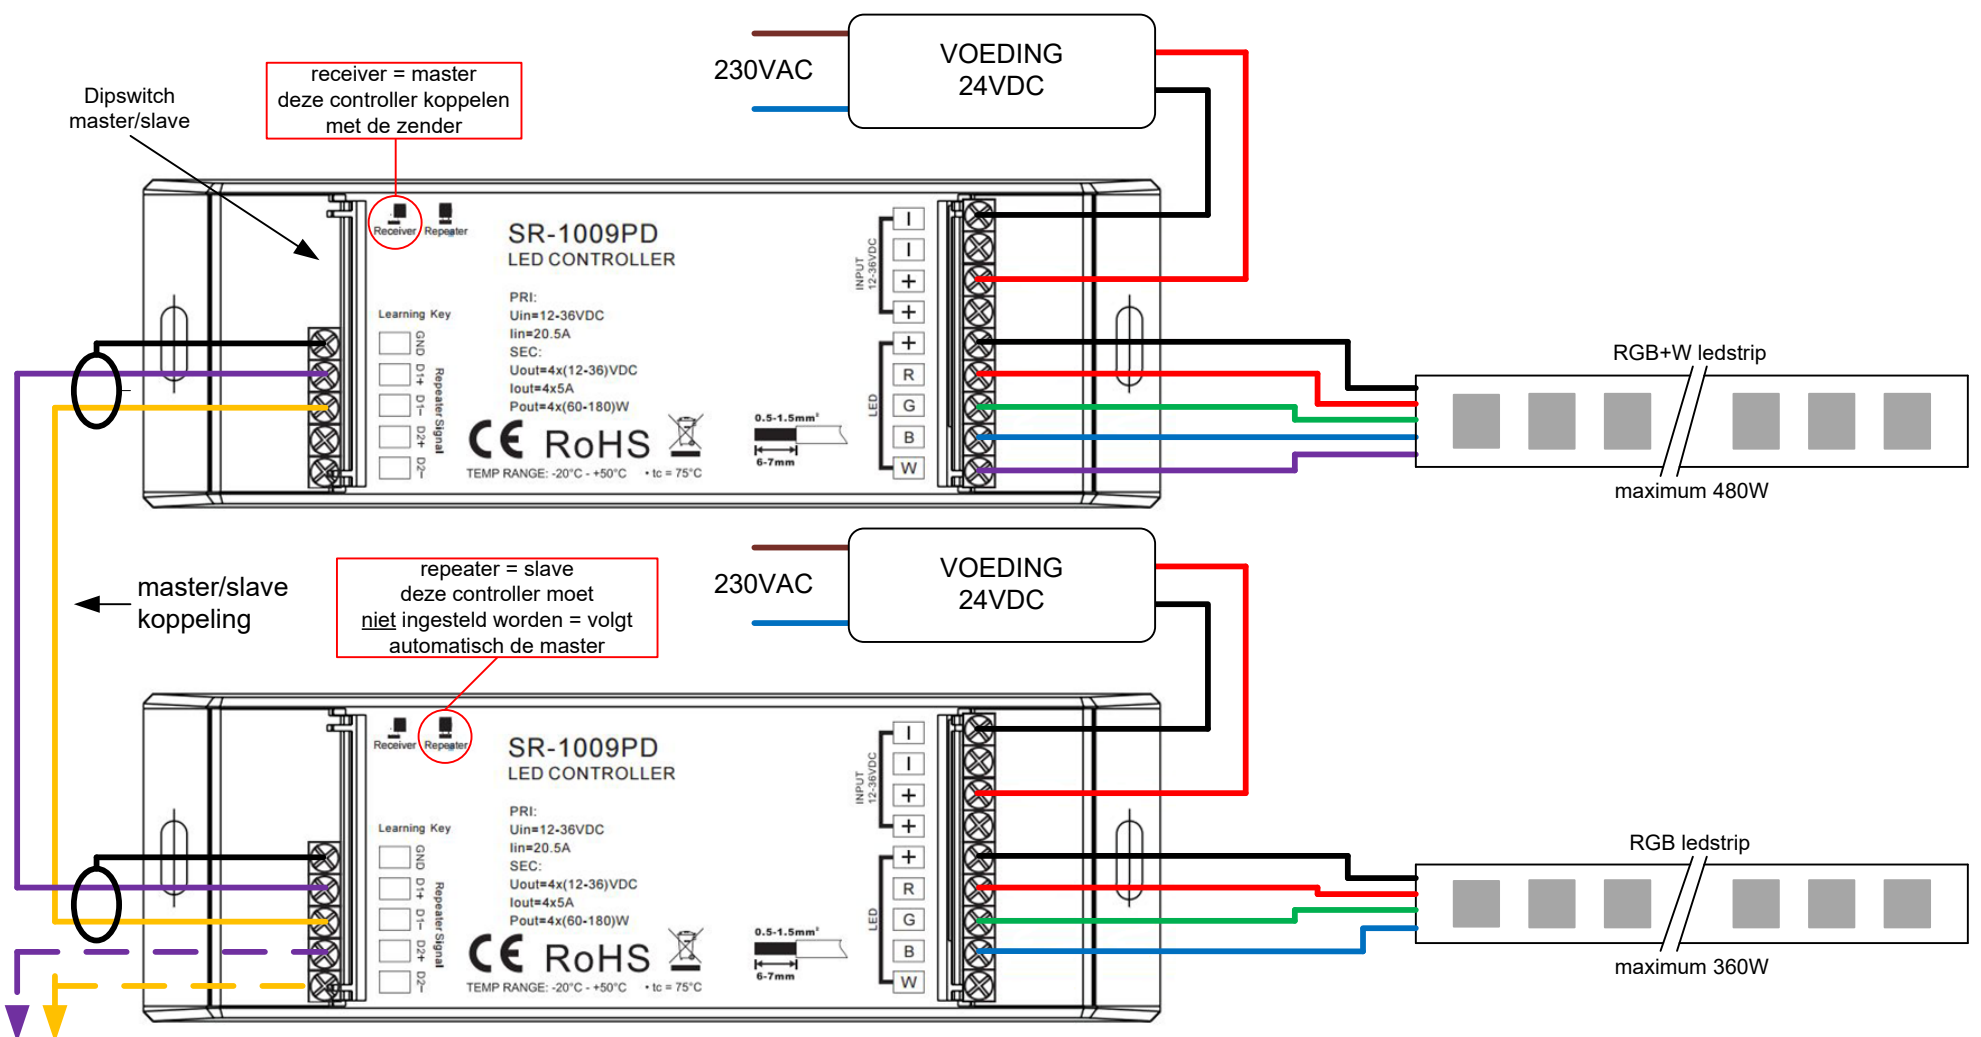 230VAC
VOEDING
24VDC
Dipswitch
master/slave
receiver = master
deze controller koppelen
met de zender
Receiver
Repeater
SR-1009PD
LED CONTROLLER
PRI:
Uin=12-36VDC
Iin=20.5A
SEC:
Uout=4x(12-36)VDC
Iout=4x5A
Pout=4x(60-180)W
CE RoHS
TEMP RANGE: -20°C - +50°C • tc = 75°C
Learning Key
GND
D1+
D1-
D2+
D2-
Repeater Signal
0.5-1.5mm²
6-7mm
INPUT
12-36VDC
I
I
+
+
LED
+
R
G
B
W
RGB+W ledstrip
maximum 480W
master/slave
koppeling
repeater = slave
deze controller moet
niet ingesteld worden = volgt
automatisch de master
230VAC
VOEDING
24VDC
Receiver
Repeater
SR-1009PD
LED CONTROLLER
PRI:
Uin=12-36VDC
Iin=20.5A
SEC:
Uout=4x(12-36)VDC
Iout=4x5A
Pout=4x(60-180)W
CE RoHS
TEMP RANGE: -20°C - +50°C • tc = 75°C
Learning Key
GND
D1+
D1-
D2+
D2-
Repeater Signal
0.5-1.5mm²
6-7mm
INPUT
12-36VDC
I
I
+
+
LED
+
R
G
B
W
RGB ledstrip
maximum 360W